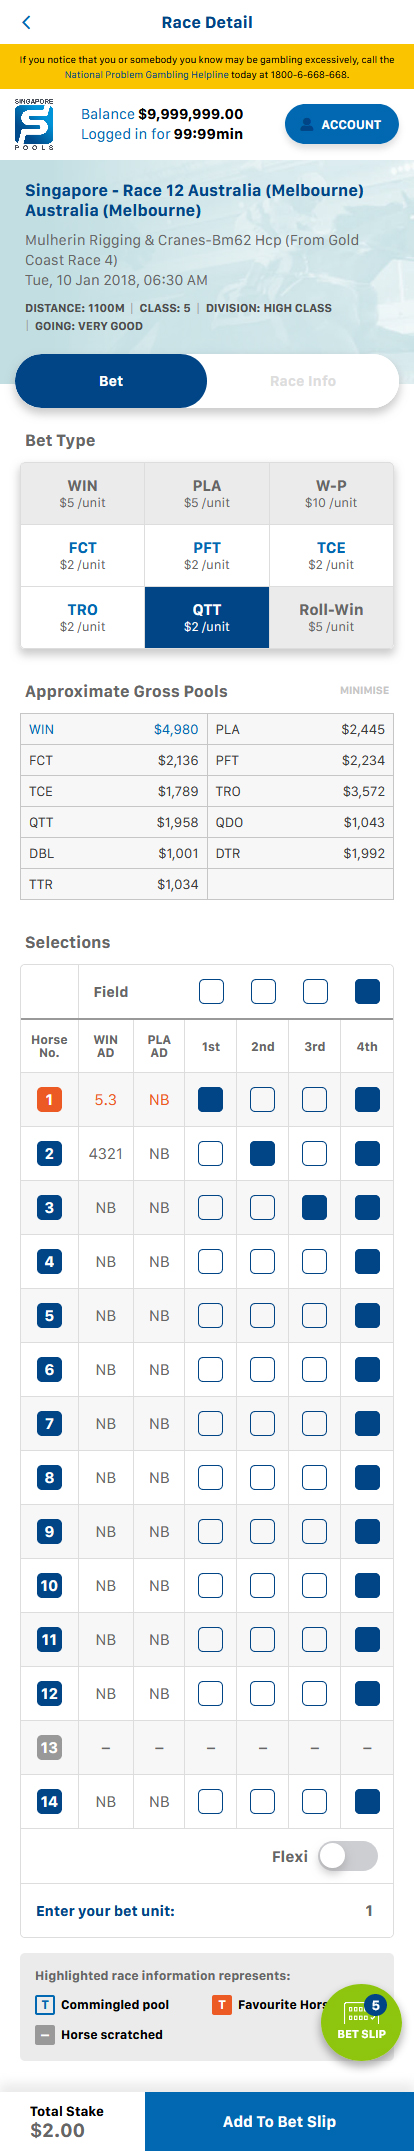 Race Detail
If you notice that you or somebody you know may be gambling excessively, call the
National Problem Gambling Helpline today at 1800-6-668-668.
SINGAPORE
S
POOLS
Balance $9,999,999.00
Logged in for 99:99min
ACCOUNT
Singapore - Race 12 Australia (Melbourne)
Australia (Melbourne)
Mulherin Rigging & Cranes-Bm62 Hcp (From Gold
Coast Race 4)
Tue, 10 Jan 2018, 06:30 AM
DISTANCE: 1100M | CLASS: 5 | DIVISION: HIGH CLASS
| GOING: VERY GOOD
Bet Race Info
Bet Type
WIN PLA W-P
$5 /unit $5 /unit $10 /unit
FCT PFT TCE
$2 /unit $2 /unit $2 /unit
TRO QTT Roll-Win
$2 /unit $2 /unit $5 /unit
Approximate Gross Pools MINIMISE
WIN $4,980 PLA $2,445
FCT $2,136 PFT $2,234
TCE $1,789 TRO $3,572
QTT $1,958 QDO $1,043
DBL $1,001 DTR $1,992
TTR $1,034
Selections
Field
Horse No. WIN AD PLA AD 1st 2nd 3rd 4th
1 5.3 NB
2 4321 NB
3 NB NB
4 NB NB
5 NB NB
6 NB NB
7 NB NB
8 NB NB
9 NB NB
10 NB NB
11 NB NB
12 NB NB
13 – – – – – –
14 NB NB
Flexi
Enter your bet unit: 1
Highlighted race information represents:
T Commingled pool T Favourite Hors
– Horse scratched
5
BET SLIP
Total Stake
$2.00
Add To Bet Slip